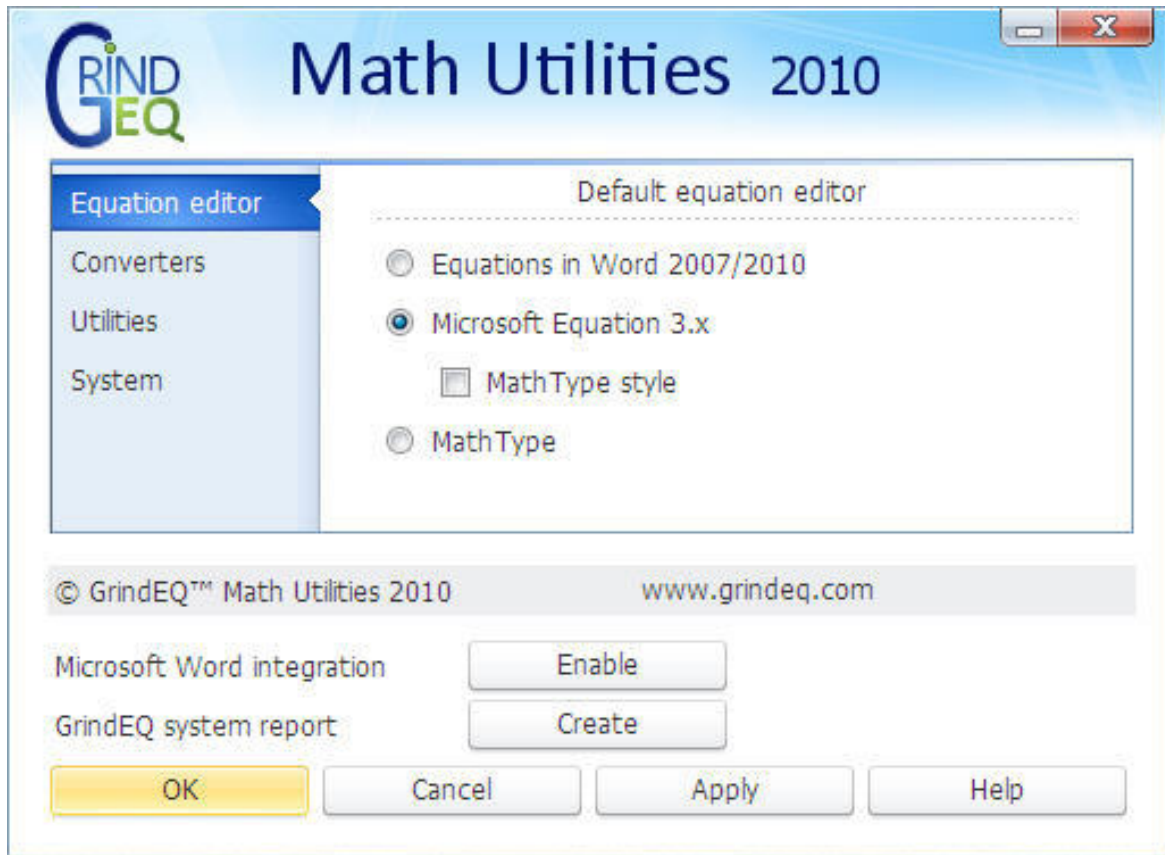 GRIND EQ Math Utilities 2010
Equation editor
Converters
Utilities
System
Default equation editor
Equations in Word 2007/2010
Microsoft Equation 3.x
MathType style
MathType
© GrindEQ™ Math Utilities 2010 www.grindeq.com
Microsoft Word integration Enable
GrindEQ system report Create
OK Cancel Apply Help